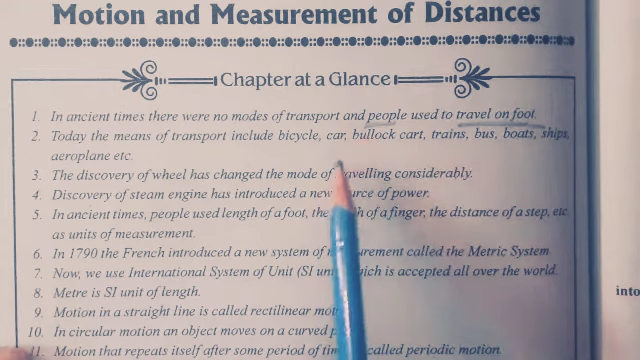 Motion and Measurement of Distances
Chapter at a Glance
1. In ancient times there were no modes of transport and people used to travel on foot.
2. Today the means of transport include bicycle, car, bullock cart, trains, bus, boats, ships,
aeroplane etc.
3. The discovery of wheel has changed the mode of travelling considerably.
4. Discovery of steam engine has introduced a new source of power.
5. In ancient times, people used length of a foot, the of a finger, the distance of a step, etc
as units of measurement.
6. In 1790 the French introduced a new system of measurement called the Metric System
7. Now, we use International System of Unit (SI which is accepted all over the world.
8. Metre is SI unit of length.
9. Motion in a straight line is called rectilinear
10. In circular motion an object moves on a curved
11. Motion that repeats itself after some period of called periodic motion.
into